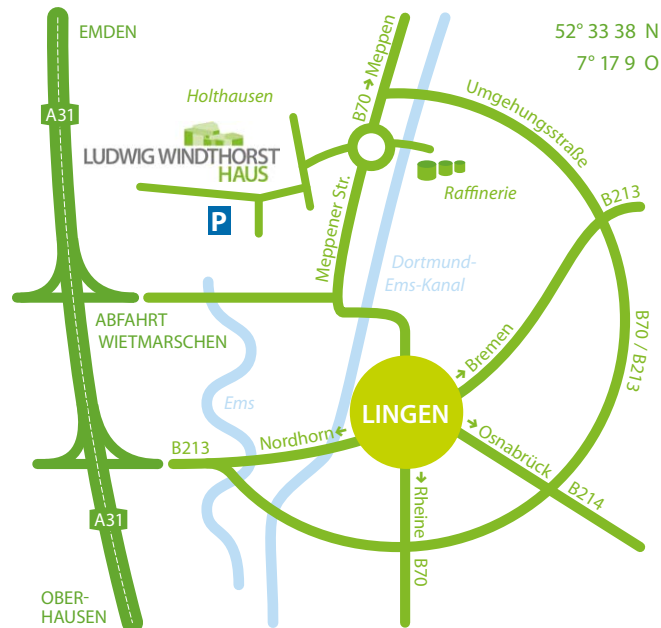 EMDEN
52° 33 38 N
7° 17 9 O
A31
Holthausen
B70 → Meppen
Umgehungsstraße
LUDWIG WINDTHORST
HAUS
Raffinerie
B213
P
Meppener Str.
Dortmund-
Ems-Kanal
ABFAHRT
WIETMARSCHEN
B70 / B213
→ Bremen
Ems
LINGEN
B213
Nordhorn ←
→ Osnabrück
B214
→ Rheine
B70
A31
OBER-
HAUSEN